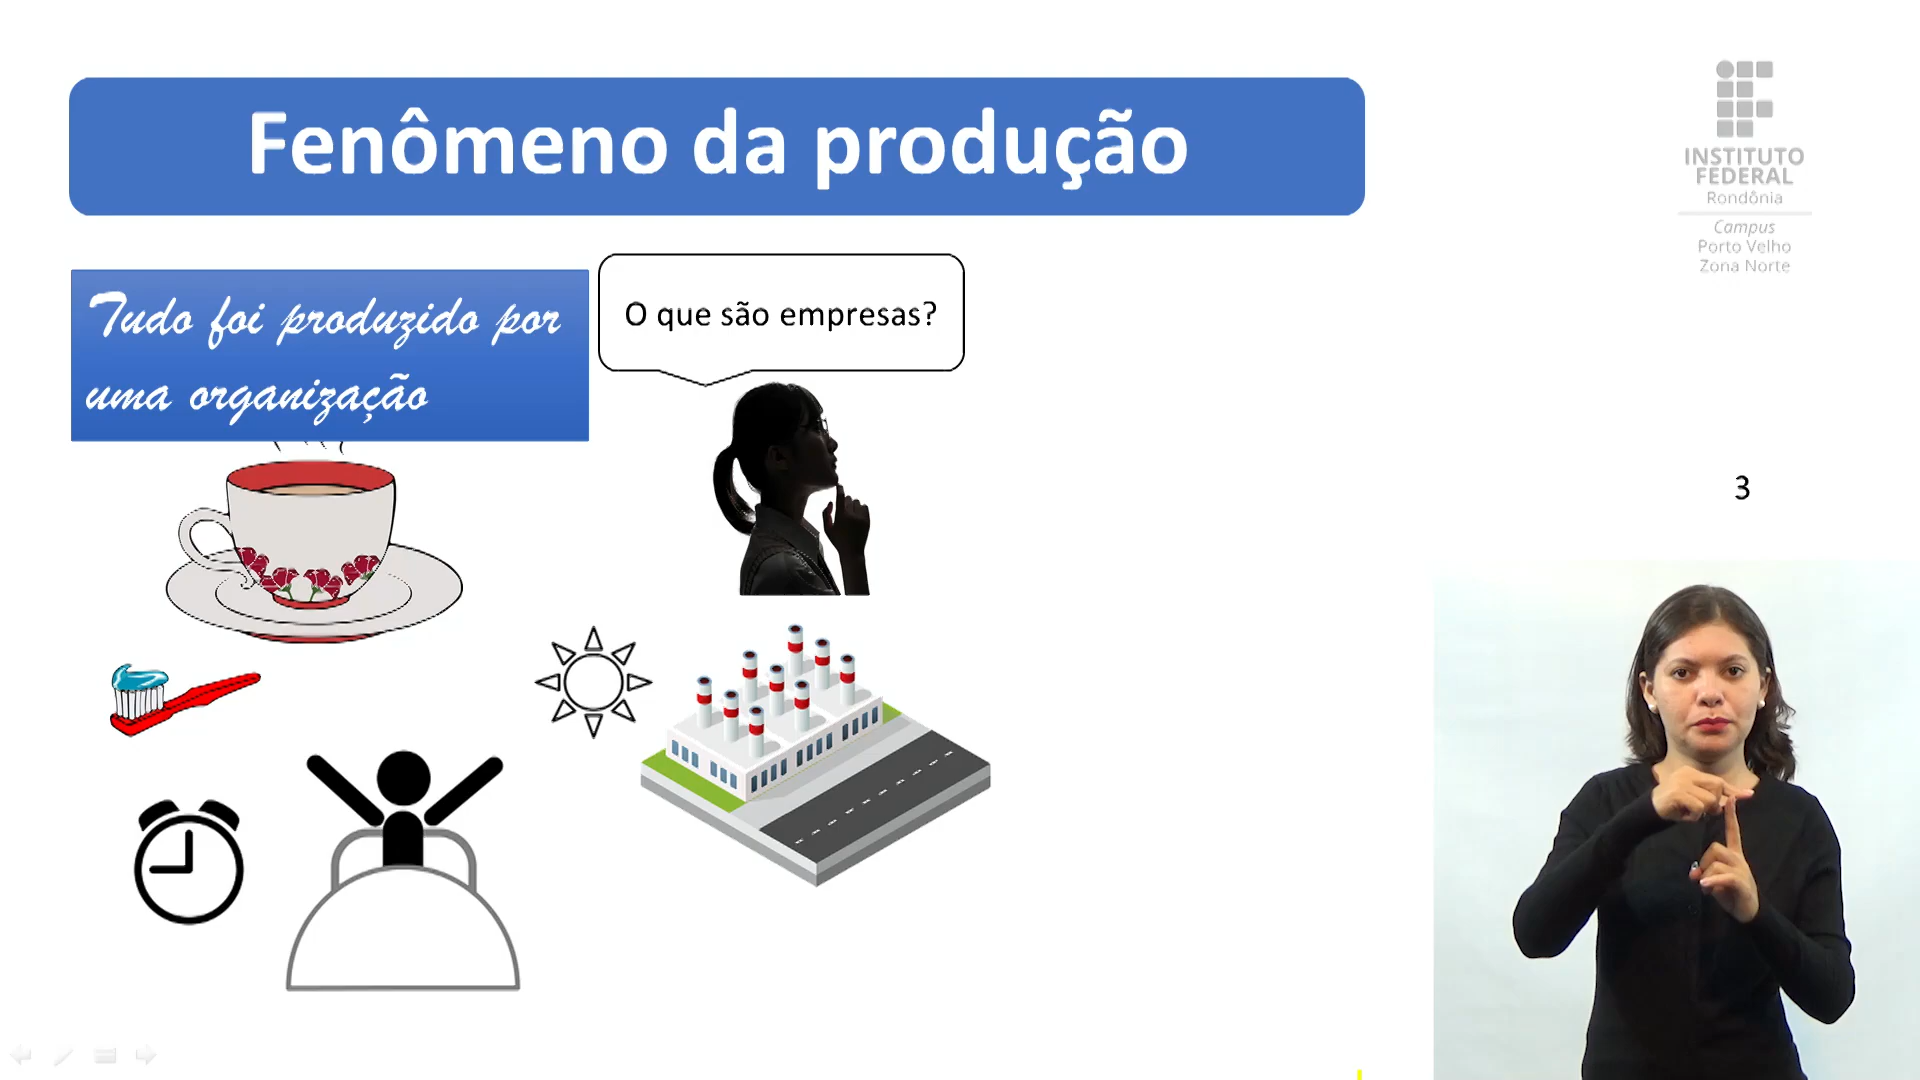 Fenômeno da produção
INSTITUTO
FEDERAL
Rondônia
Campus
Porto Velho
Zona Norte
Tudo foi produzido por
uma organização
O que são empresas?
3